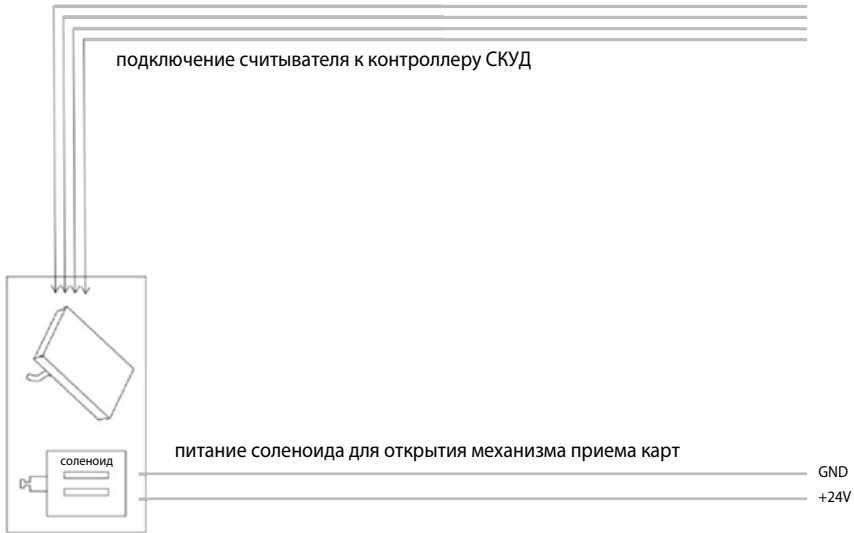 подключение считывателя к контроллеру СКУД
соленоид
питание соленоида для открытия механизма приема карт
GND
+24V